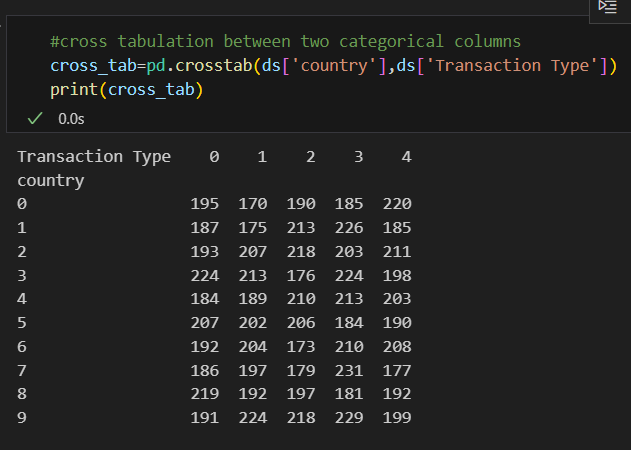 #cross tabulation between two categorical columns
cross_tab=pd.crosstab(ds['country'],ds['Transaction Type'])
print(cross_tab)
0.0s
Transaction Type 0 1 2 3 4
country
0 195 170 190 185 220
1 187 175 213 226 185
2 193 207 218 203 211
3 224 213 176 224 198
4 184 189 210 213 203
5 207 202 206 184 190
6 192 204 173 210 208
7 186 197 179 231 177
8 219 192 197 181 192
9 191 224 218 229 199